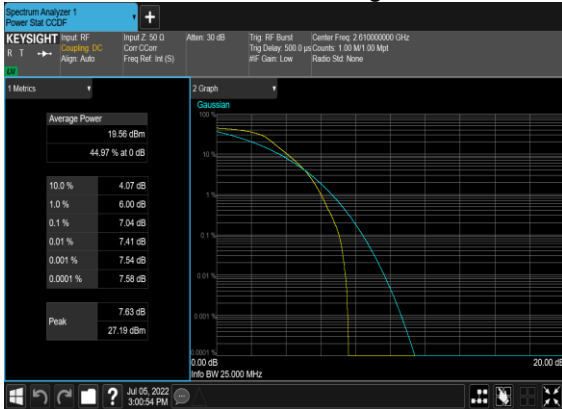 Spectrum Analyzer 1
Power Stat CCDF
+
KEYSIGHT Input: RF Input Z: 50 Ω Atten: 30 dB Trig: RF Burst Center Freq: 2.610000000 GHz
R T Coupling: DC Corr CCorr Trig Delay: 500.0 µs Counts: 1.00 M/1.00 Mpt
Align: Auto Freq Ref: Int (S) #IF Gain: Low Radio Std: None
1 Metrics
2 Graph
Average Power
19.56 dBm
44.97 % at 0 dB
10.0 % 4.07 dB
1.0 % 6.00 dB
0.1 % 7.04 dB
0.01 % 7.41 dB
0.001 % 7.54 dB
0.0001 % 7.58 dB
Peak 7.63 dB
27.19 dBm
Gaussian
100 %
10 %
1 %
0.1 %
0.01 %
0.001 %
0.0001 %
0.00 dB 20.00 dB
Info BW 25.000 MHz
? Jul 05, 2022
3:00:54 PM